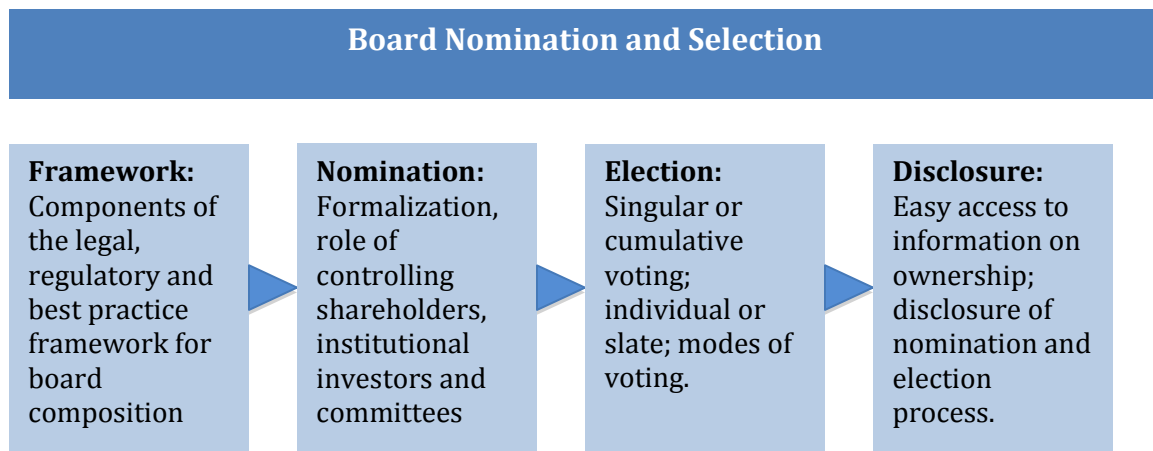 Board Nomination and Selection
Framework:
Components of
the legal,
regulatory and
best practice
framework for
board
composition
Nomination:
Formalization,
role of
controlling
shareholders,
institutional
investors and
committees
Election:
Singular or
cumulative
voting;
individual or
slate; modes of
voting.
Disclosure:
Easy access to
information on
ownership;
disclosure of
nomination and
election
process.